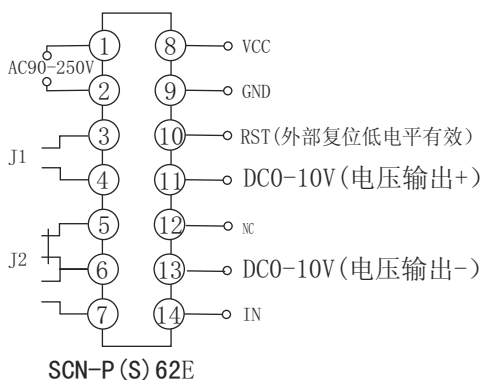 1 8 VCC
AC90-250V
2 9 GND
3 10 RST(外部复位低电平有效)
J1
4 11 DC0-10V(电压输出+)
5 12 NC
J2
6 13 DC0-10V(电压输出-)
7 14 IN
SCN-P(S)62E